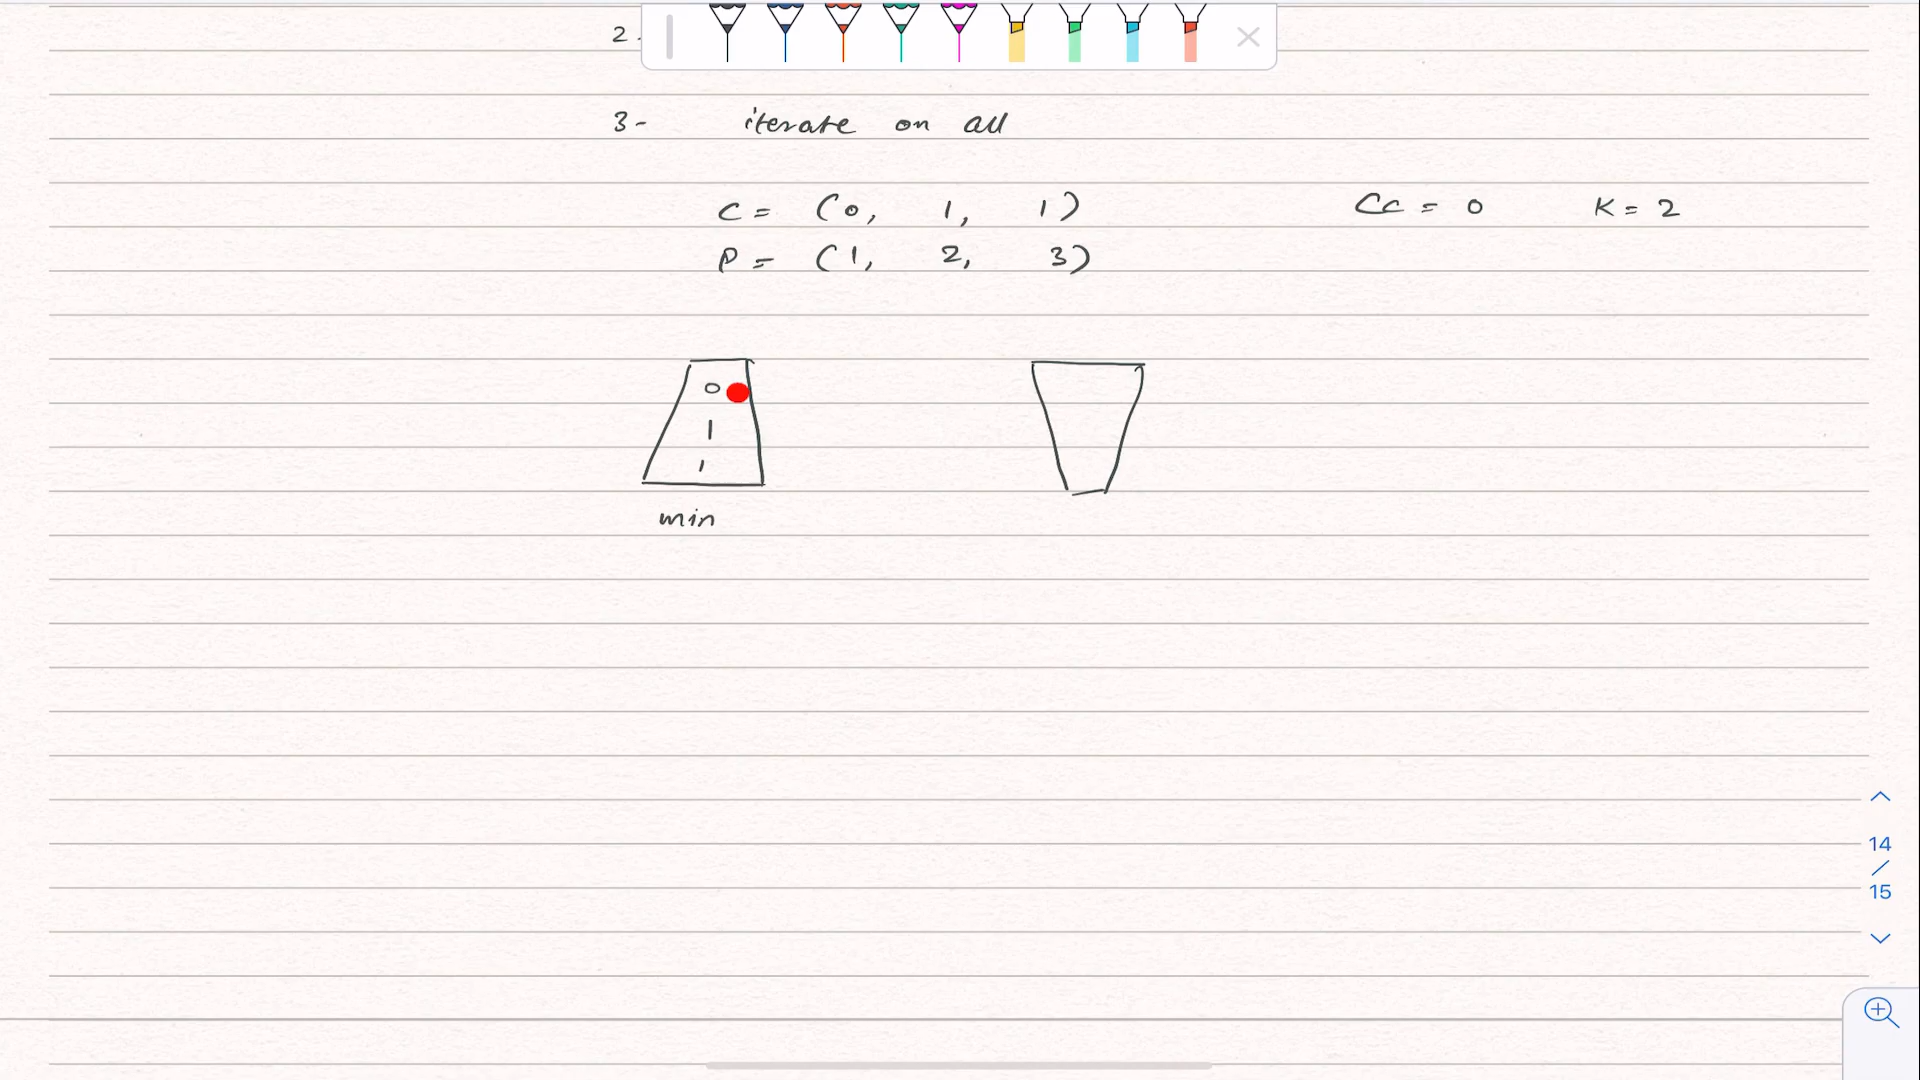 2.
3- iterate on all
C = (0, 1, 1) Cc = 0 K = 2
P = (1, 2, 3)
0
1
1
min
14
/
15